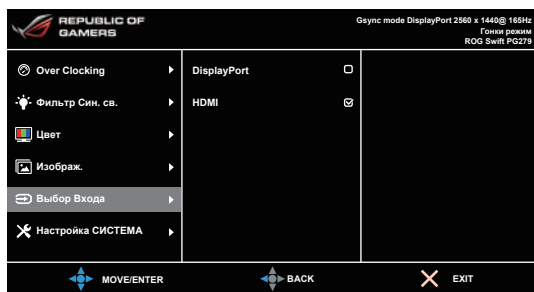 REPUBLIC OF
GAMERS
Gsync mode DisplayPort 2560 x 1440@ 165Hz
Гонки режим
ROG Swift PG279
Over Clocking
DisplayPort
Фильтр Син. св.
HDMI
Цвет
Изображ.
Выбор Входа
Настройка СИСТЕМА
MOVE/ENTER
BACK
EXIT